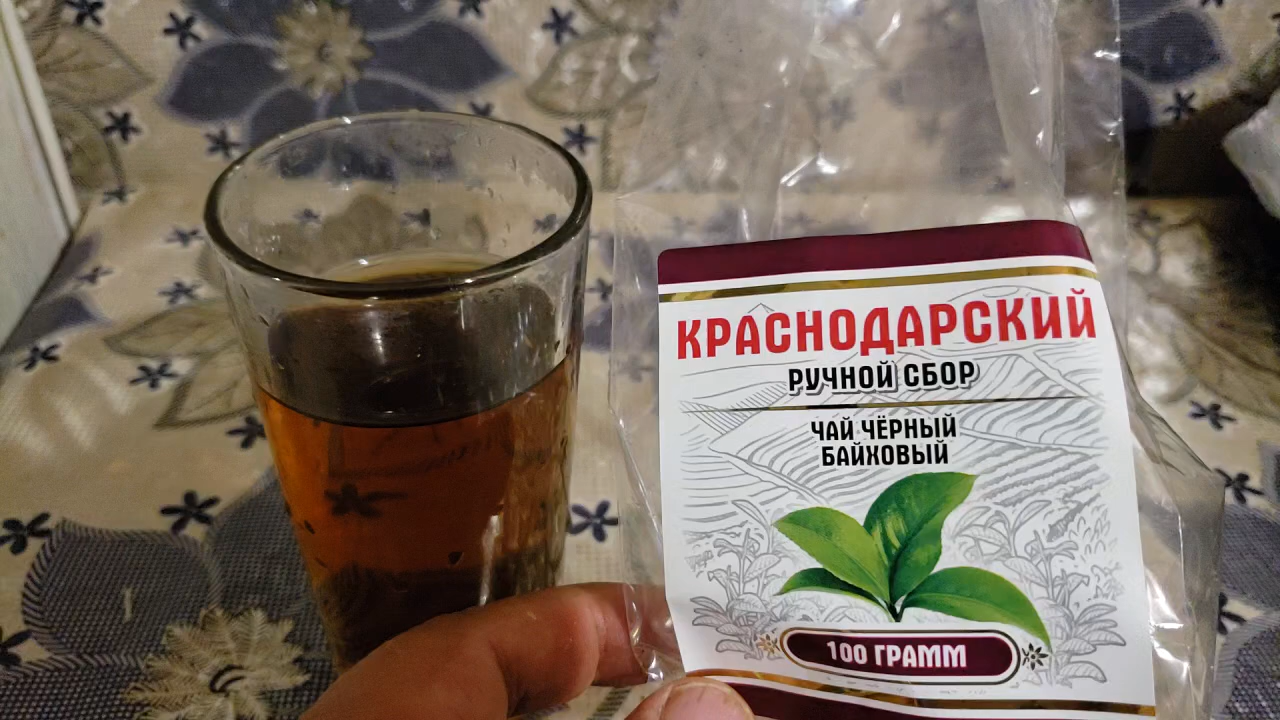 КРАСНОДАРСКИЙ
РУЧНОЙ СБОР
ЧАЙ ЧЁРНЫЙ
БАЙХОВЫЙ
100 ГРАММ